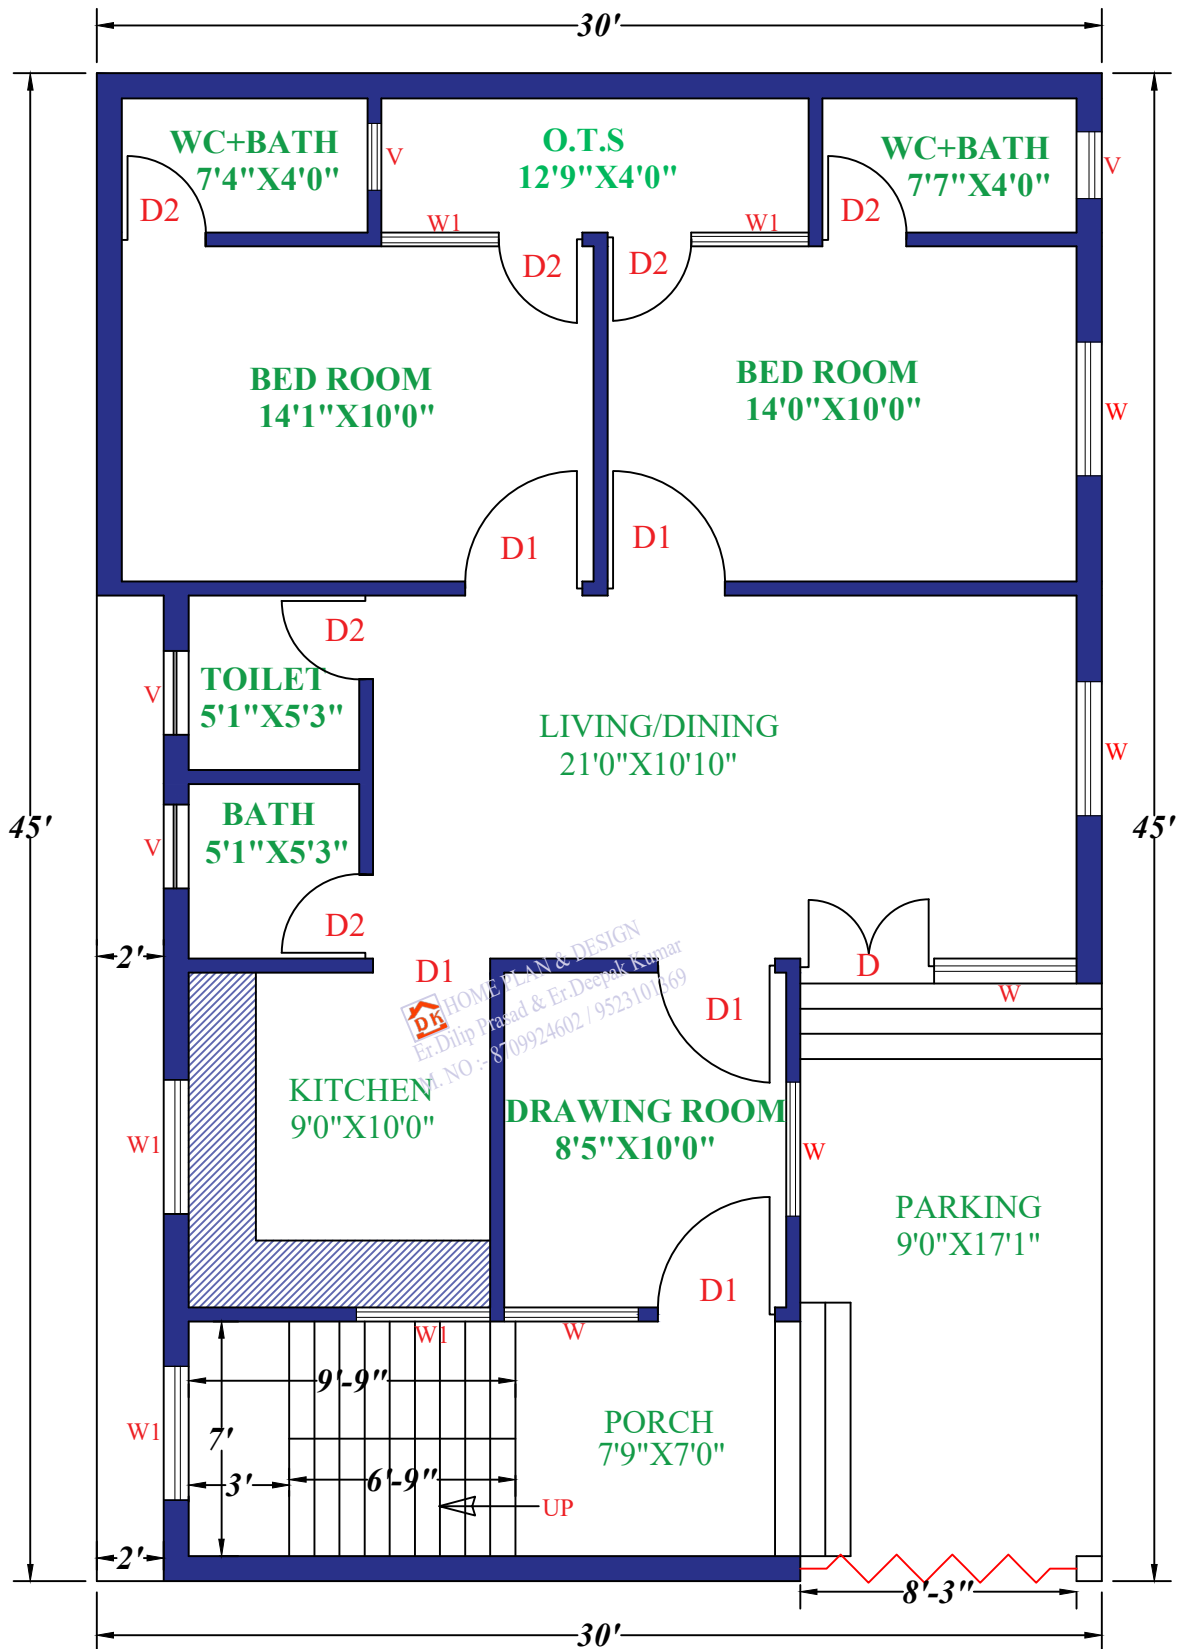 30'
WC+BATH
7'4"X4'0"
V
O.T.S
12'9"X4'0"
WC+BATH
7'7"X4'0"
V
D2
W1
W1
D2
D2
D2
BED ROOM
14'1"X10'0"
BED ROOM
14'0"X10'0"
W
D1
D1
D2
TOILET
5'1"X5'3"
V
LIVING/DINING
21'0"X10'10"
W
45'
45'
BATH
5'1"X5'3"
V
D2
2'
D1
D
W
HOME PLAN & DESIGN
DK
Er.Dilip Prasad & Er.Deepak Kumar
M. NO :- 8709924602 / 9523101369
D1
KITCHEN
9'0"X10'0"
W1
DRAWING ROOM
8'5"X10'0"
W
PARKING
9'0"X17'1"
D1
W1
W
9'-9"
7'
W1
PORCH
7'9"X7'0"
3'
6'-9"
UP
2'
8'-3"
30'